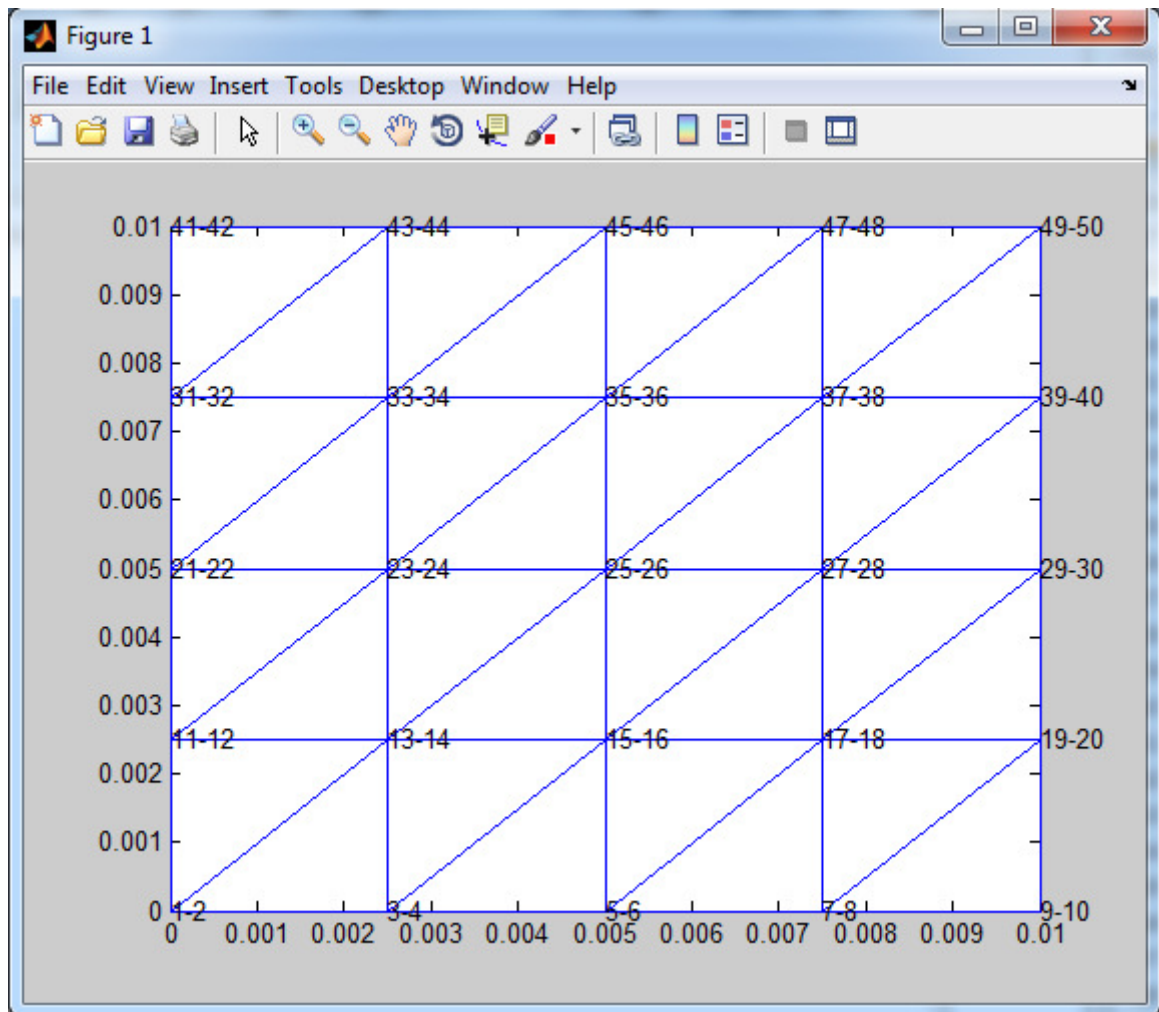 Figure 1
File Edit View Insert Tools Desktop Window Help
0.01 41-42 43-44 45-46 47-48 49-50
0.009
0.008
31-32 33-34 35-36 37-38 39-40
0.007
0.006
0.005 21-22 23-24 25-26 27-28 29-30
0.004
0.003
11-12 13-14 15-16 17-18 19-20
0.002
0.001
0 1-2 3-4 5-6 7-8 9-10
0 0.001 0.002 0.003 0.004 0.005 0.006 0.007 0.008 0.009 0.01